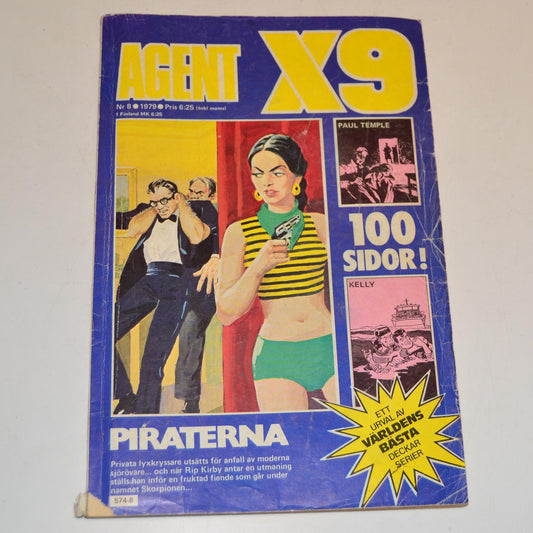 AGENT X9
Nr 8 ● 1979 ● Pris 6:25 (Inkl moms)
I Finland MK 6:25
PAUL TEMPLE
100
SIDOR!
KELLY
PIRATERNA
Privata lyxkryssare utsätts för anfall av moderna
sjörövare... och när Rip Kirby antar en utmaning
ställs han inför en fruktad fiende som går under
namnet Skorpionen...
574-8
ETT
URVAL AV
VÄRLDENS
BÄSTA
DECKAR
SERIER